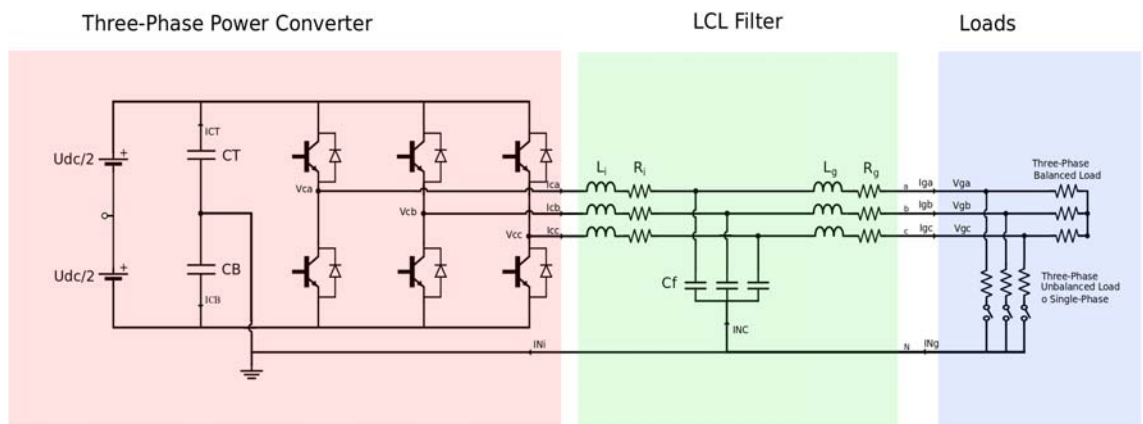 Three-Phase Power Converter
LCL Filter
Loads
ICT
Udc/2
+
CT
Vca
Ica
Li
Ri
Lg
Rg
a
Iga
Vga
Three-Phase
Balanced Load
Vcb
Icb
b
Igb
Vgb
Vcc
Icc
c
Igc
Vgc
Udc/2
+
CB
ICB
Cf
Three-Phase
Unbalanced Load
o Single-Phase
INC
INi
N
INg